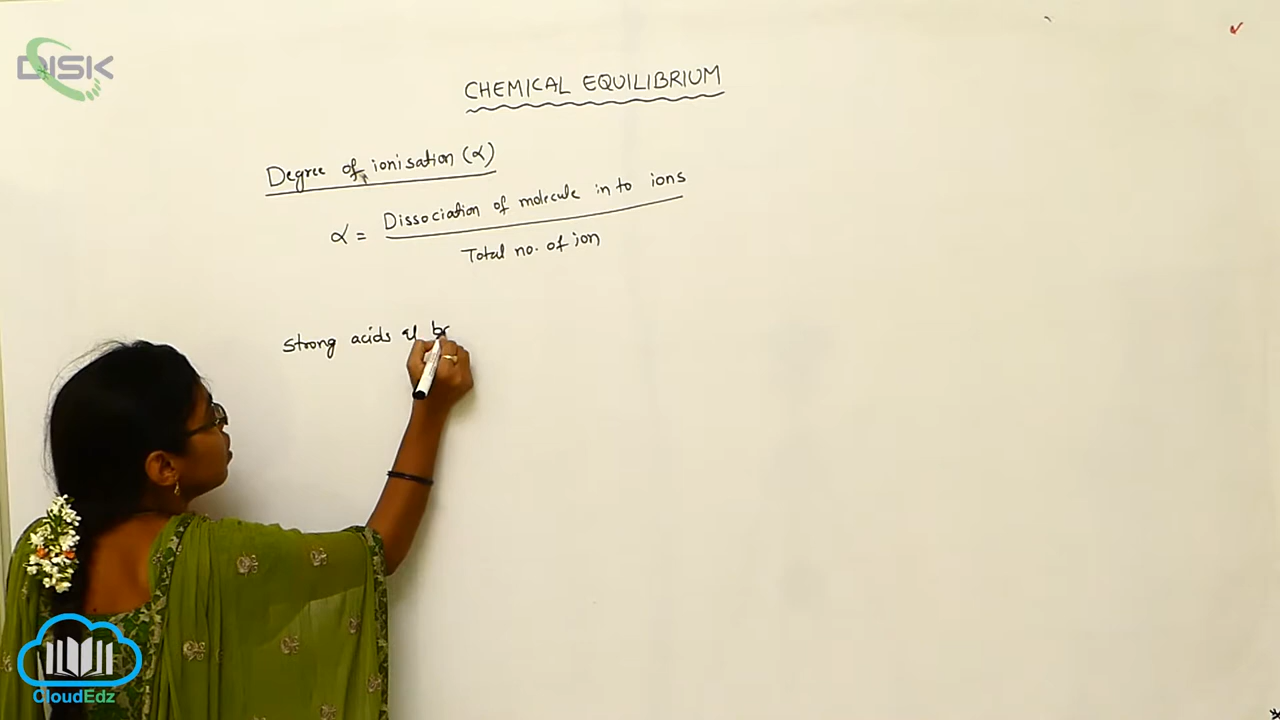 DISK
CHEMICAL EQUILIBRIUM
Degree of ionisation (α)
α = Dissociation of molecule in to ions
Total no. of ion
Strong acids
CloudEdz